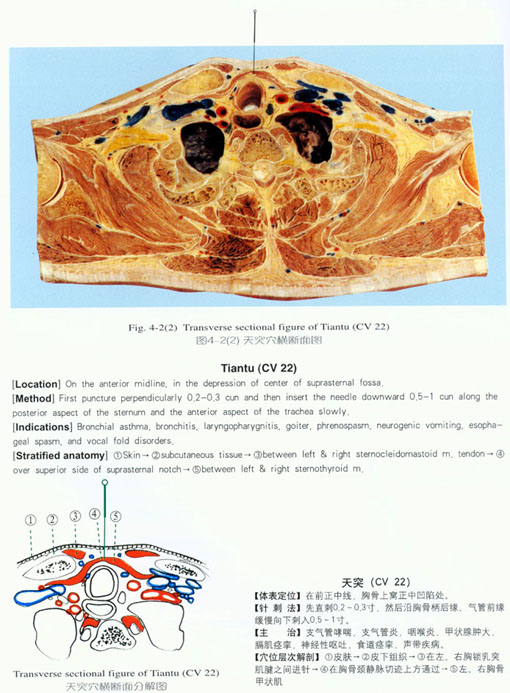 Fig. 4-2(2) Transverse sectional figure of Tiantu (CV 22)
图4-2(2) 天突穴横断面图
Tiantu (CV 22)
[Location] On the anterior midline, in the depression of center of suprasternal fossa.
[Method] First puncture perpendicularly 0,2-0,3 cun and then insert the needle downward 0,5-1 cun along the
posterior aspect of the sternum and the anterior aspect of the trachea slowly.
[Indications] Bronchial asthma, bronchitis, laryngopharygnitis, goiter, phrenospasm, neurogenic vomiting, esopha-
geal spasm, and vocal fold disorders.
[Stratified anatomy] ①Skin→②subcutaneous tissue→③between left & right sternocleidomastoid m. tendon→④
over superior side of suprasternal notch→⑤between left & right sternothyroid m.
① ② ③ ④ ⑤
Transverse sectional figure of Tiantu (CV 22)
天突穴横断面分解图
天突 (CV 22)
【体表定位】在前正中线, 胸骨上窝正中凹陷处。
【针 刺 法】先直刺0,2-0,3寸, 然后沿胸骨柄后缘、气管前缘
缓慢向下刺入0,5-1寸。
【主 治】支气管哮喘, 支气管炎, 咽喉炎, 甲状腺肿大,
膈肌痉挛, 神经性呕吐, 食道痉挛, 声带疾病。
【穴位层次解剖】①皮肤→②皮下组织→③在左、右胸锁乳突
肌腱之间进针→④在胸骨颈静脉切迹上方通过→⑤左、右胸骨
甲状肌